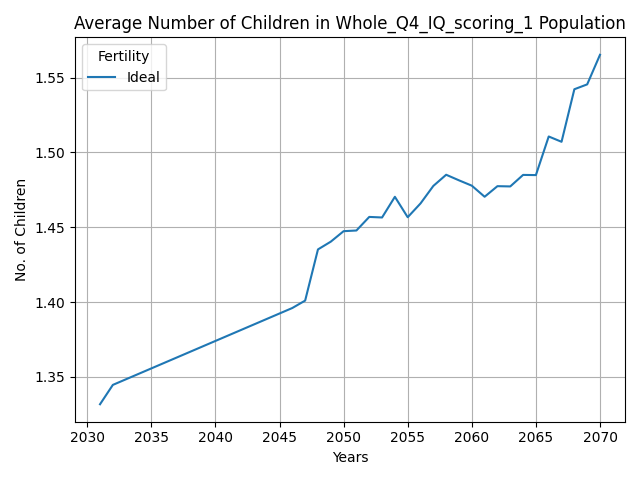 Average Number of Children in Whole_Q4_IQ_scoring_1 Population
Fertility
Ideal
No. of Children
1.55
1.50
1.45
1.40
1.35
2030 2035 2040 2045 2050 2055 2060 2065 2070
Years